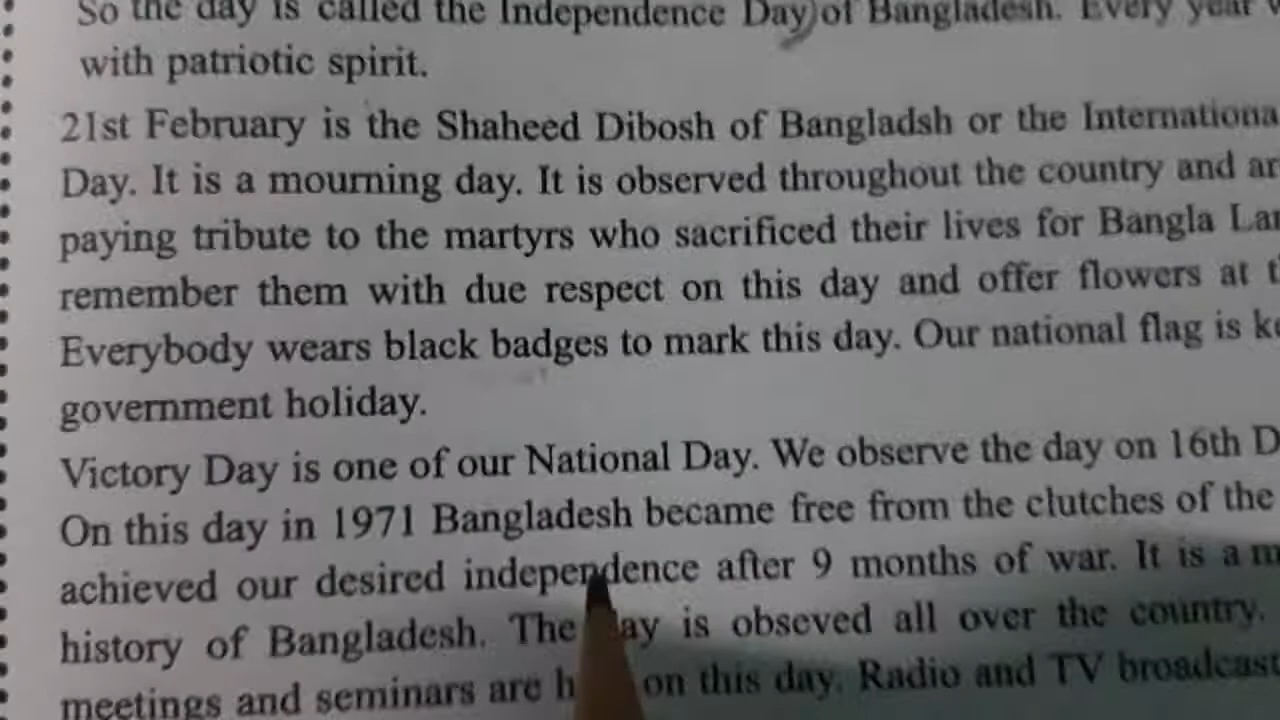 So the day is called the Independence Day of Bangladesh. Every year
with patriotic spirit.
21st February is the Shaheed Dibosh of Bangladsh or the Internationa
Day. It is a mourning day. It is observed throughout the country and
paying tribute to the martyrs who sacrificed their lives for Bangla
remember them with due respect on this day and offer flowers at
Everybody wears black badges to mark this day. Our national flag is
government holiday.
Victory Day is one of our National Day. We observe the day on 16th D
On this day in 1971 Bangladesh became free from the clutches of the
achieved our desired independence after 9 months of war. It is a
history of Bangladesh. The day is obseved all over the country.
meetings and seminars are on this day. Radio and TV broadcast